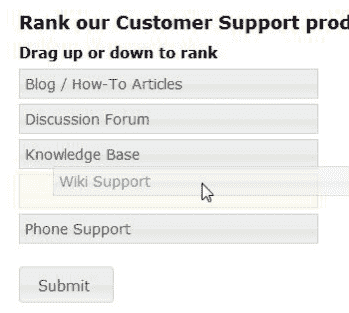 Rank our Customer Support prod
Drag up or down to rank
Blog / How-To Articles
Discussion Forum
Knowledge Base
Wiki Support
Phone Support
Submit